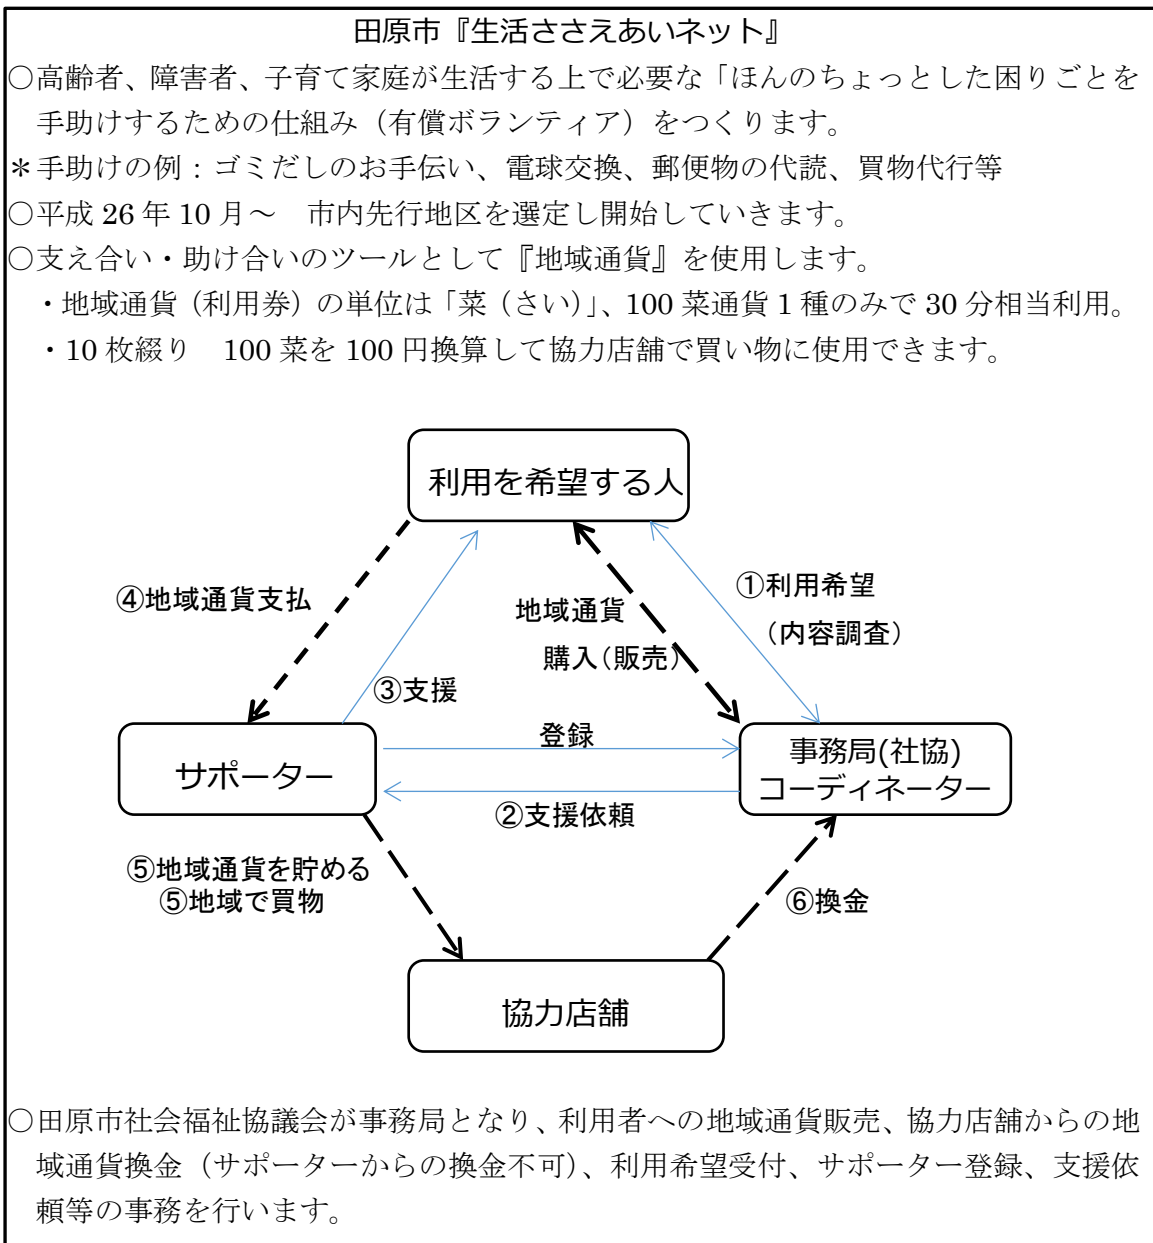 田原市『生活ささえあいネット』
○高齢者、障害者、子育て家庭が生活する上で必要な「ほんのちょっとした困りごとを
手助けするための仕組み（有償ボランティア）をつくります。
＊手助けの例：ゴミだしのお手伝い、電球交換、郵便物の代読、買物代行等
○平成 26 年 10 月～　市内先行地区を選定し開始していきます。
○支え合い・助け合いのツールとして『地域通貨』を使用します。
・地域通貨（利用券）の単位は「菜（さい）」、100 菜通貨 1 種のみで 30 分相当利用。
・10 枚綴り　100 菜を 100 円換算して協力店舗で買い物に使用できます。
利用を希望する人
①利用希望
（内容調査）
④地域通貨支払
地域通貨
購入（販売）
③支援
登録
サポーター
事務局(社協)
コーディネーター
②支援依頼
⑤地域通貨を貯める
⑤地域で買物
⑥換金
協力店舗
○田原市社会福祉協議会が事務局となり、利用者への地域通貨販売、協力店舗からの地
域通貨換金（サポーターからの換金不可）、利用希望受付、サポーター登録、支援依
頼等の事務を行います。